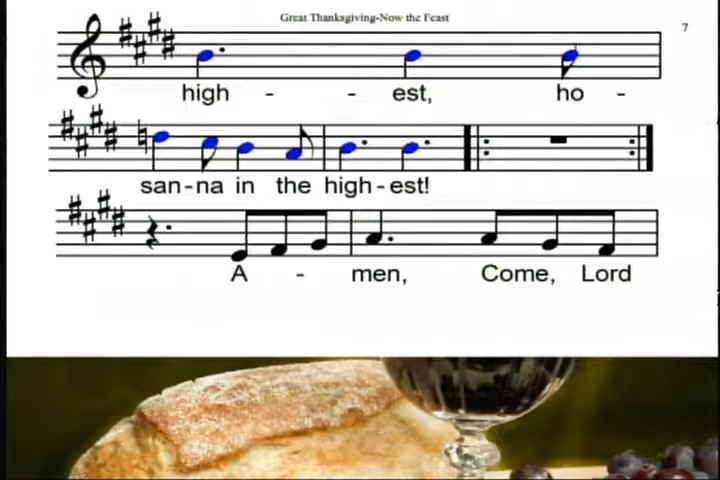 Great Thanksgiving-Now the Feast
7
high - - est, ho -
san-na in the high-est!
A - men, Come, Lord